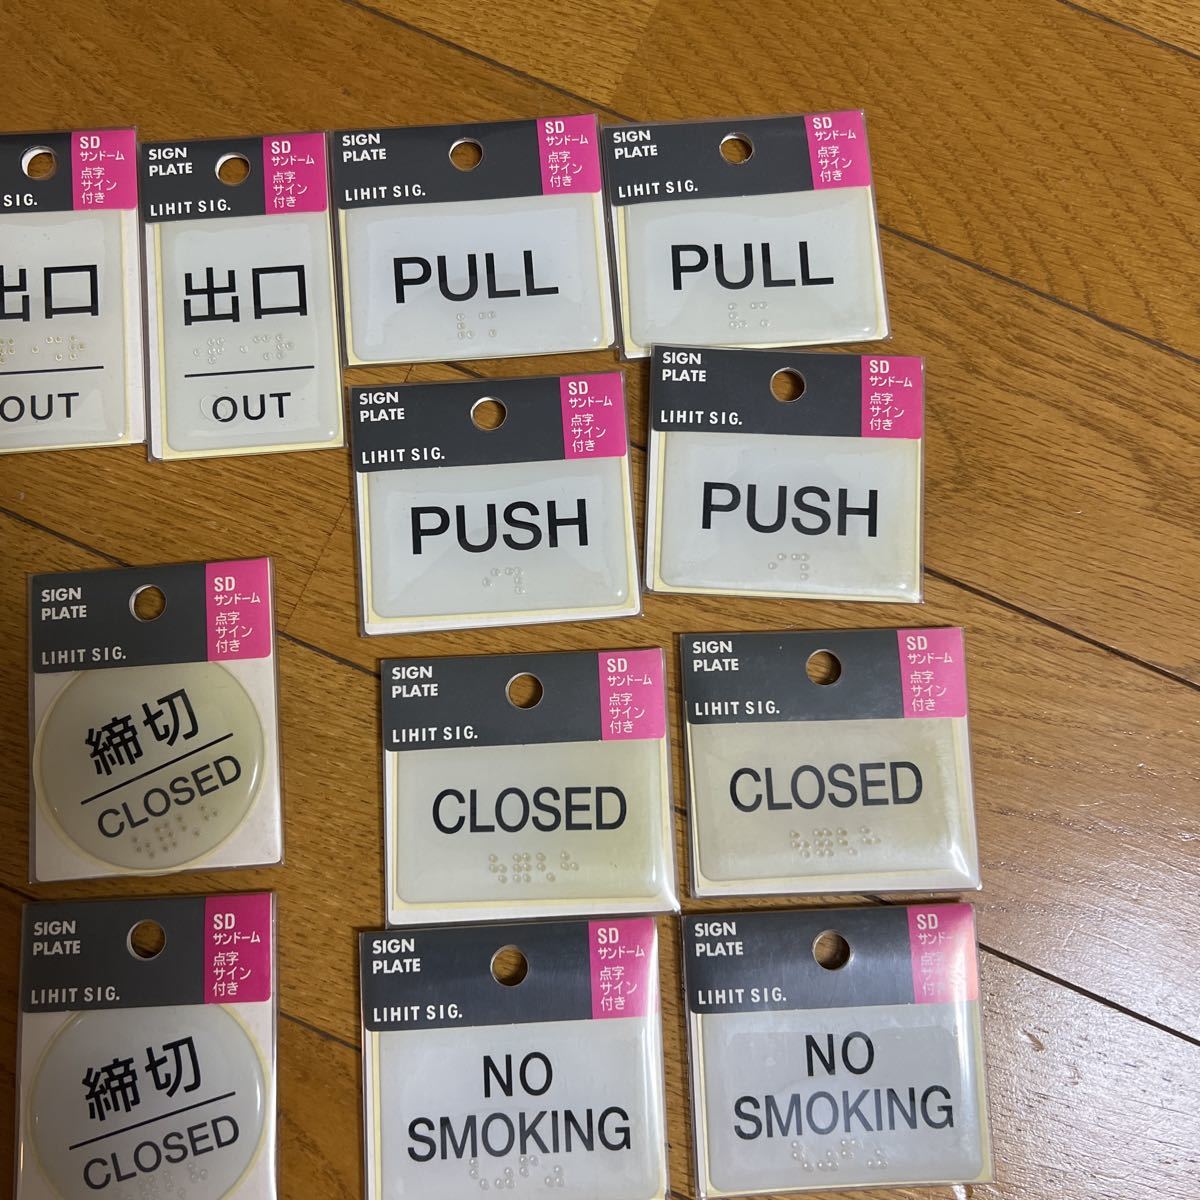 SIG.
SD
サンドーム
点字
サイン
付き
出口
OUT
SIGN
PLATE
LIHIT SIG.
SD
サンドーム
点字
サイン
付き
出口
OUT
SIGN
PLATE
LIHIT SIG.
SD
サンドーム
点字
サイン
付き
PULL
SIGN
PLATE
LIHIT SIG.
SD
サンドーム
点字
サイン
付き
PULL
SIGN
PLATE
LIHIT SIG.
SD
サンドーム
点字
サイン
付き
PUSH
SIGN
PLATE
LIHIT SIG.
SD
サンドーム
点字
サイン
付き
PUSH
SIGN
PLATE
LIHIT SIG.
SD
サンドーム
点字
サイン
付き
締切
CLOSED
SIGN
PLATE
LIHIT SIG.
SD
サンドーム
点字
サイン
付き
CLOSED
SIGN
PLATE
LIHIT SIG.
SD
サンドーム
点字
サイン
付き
CLOSED
SIGN
PLATE
LIHIT SIG.
SD
サンドーム
点字
サイン
付き
締切
CLOSED
SIGN
PLATE
LIHIT SIG.
SD
サンドーム
点字
サイン
付き
NO
SMOKING
SIGN
PLATE
LIHIT SIG.
SD
サンドーム
点字
サイン
付き
NO
SMOKING